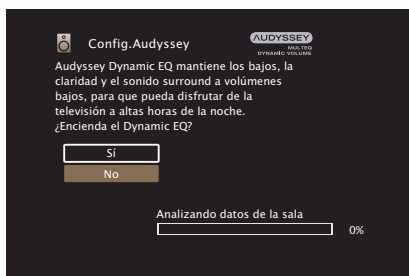 Config.Audyssey
AUDYSSEY
MULTEQ
DYNAMIC VOLUME
Audyssey Dynamic EQ mantiene los bajos, la
claridad y el sonido surround a volúmenes
bajos, para que pueda disfrutar de la
televisión a altas horas de la noche.
¿Encienda el Dynamic EQ?
Sí
No
Analizando datos de la sala
0%